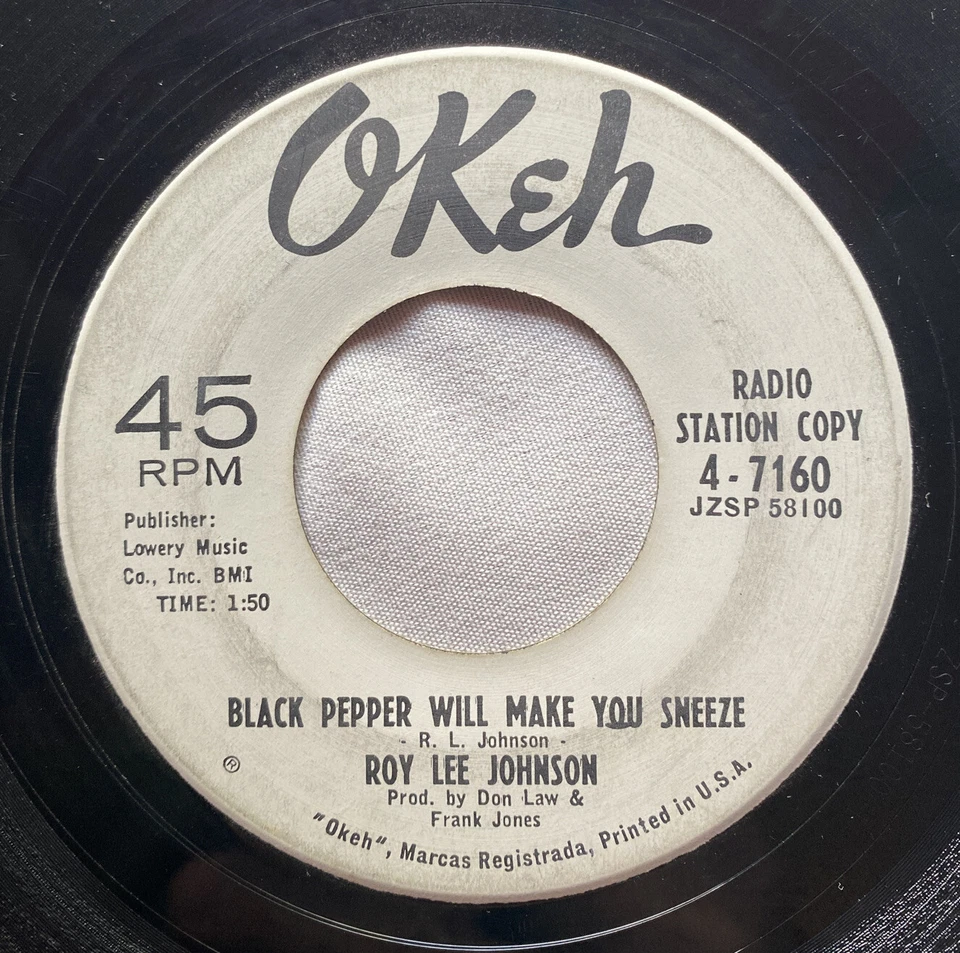 OKeh
45
RPM
Publisher:
Lowery Music
Co., Inc. BMI
TIME: 1:50
RADIO
STATION COPY
4-7160
JZSP 58100
BLACK PEPPER WILL MAKE YOU SNEEZE
- R. L. Johnson -
ROY LEE JOHNSON
Prod. by Don Law &
Frank Jones
®
"Okeh", Marcas Registrada, Printed in U.S.A.